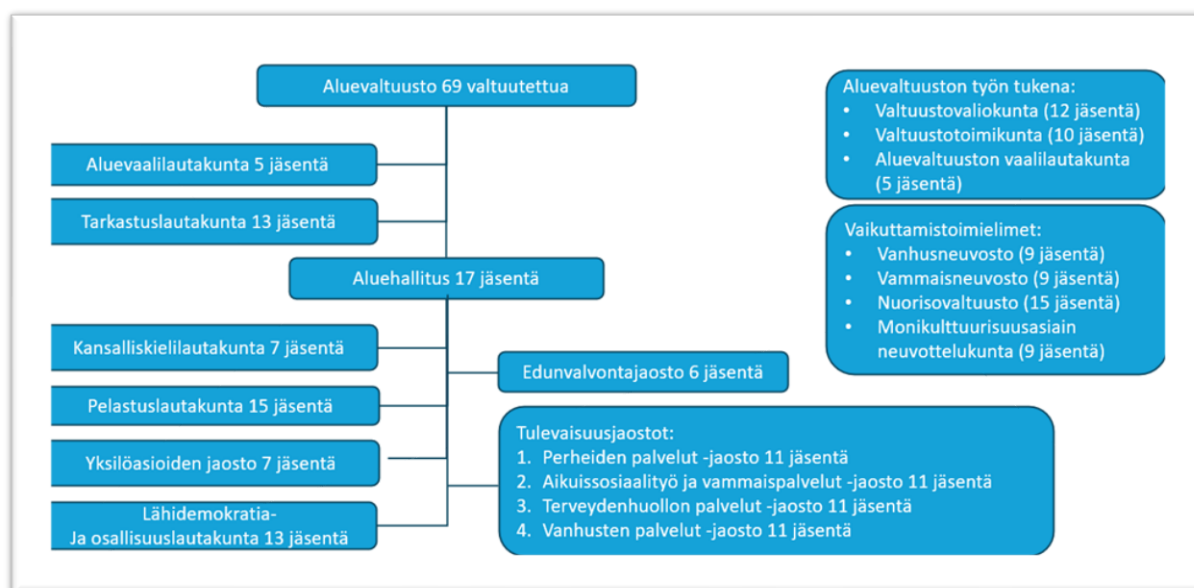 Aluevaltuusto 69 valtuutettua
Aluevaalilautakunta 5 jäsentä
Tarkastuslautakunta 13 jäsentä
Aluehallitus 17 jäsentä
Kansalliskielilautakunta 7 jäsentä
Pelastuslautakunta 15 jäsentä
Yksilöasioiden jaosto 7 jäsentä
Lähidemokratia-
Ja osallisuuslautakunta 13 jäsentä
Edunvalvontajaosto 6 jäsentä
Tulevaisuusjaostot:
1. Perheiden palvelut -jaosto 11 jäsentä
2. Aikuissosiaalityö ja vammaispalvelut -jaosto 11 jäsentä
3. Terveydenhuollon palvelut -jaosto 11 jäsentä
4. Vanhusten palvelut -jaosto 11 jäsentä
Aluevaltuuston työn tukena:
• Valtuustovaliokunta (12 jäsentä)
• Valtuustotoimikunta (10 jäsentä)
• Aluevaltuuston vaalilautakunta
(5 jäsentä)
Vaikuttamistoimielimet:
• Vanhusneuvosto (9 jäsentä)
• Vammaisneuvosto (9 jäsentä)
• Nuorisovaltuusto (15 jäsentä)
• Monikulttuurisuusasiain
neuvottelukunta (9 jäsentä)